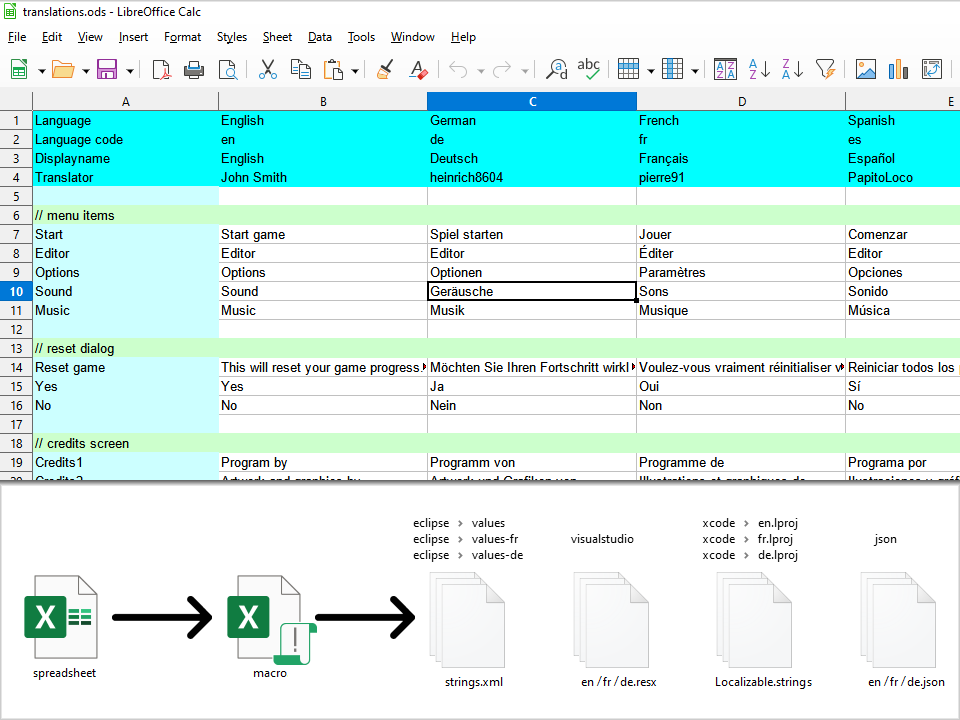 translations.ods - LibreOffice Calc
File Edit View Insert Format Styles Sheet Data Tools Window Help
A B C D E
1 Language English German French Spanish
2 Language code en de fr es
3 Displayname English Deutsch Français Español
4 Translator John Smith heinrich8604 pierre91 PapitoLoco
5
6 // menu items
7 Start Start game Spiel starten Jouer Comenzar
8 Editor Editor Editor Éditer Editor
9 Options Options Optionen Paramètres Opciones
10 Sound Sound Geräusche Sons Sonido
11 Music Music Musik Musique Música
12
13 // reset dialog
14 Reset game This will reset your game progress. Möchten Sie Ihren Fortschritt wirkl Voulez-vous vraiment réinitialiser Reiniciar todos los
15 Yes Yes Ja Oui Sí
16 No No Nein Non No
17
18 // credits screen
19 Credits1 Program by Programm von Programme de Programa por
eclipse > values
eclipse > values-fr
eclipse > values-de
visualstudio
xcode > en.lproj
xcode > fr.lproj
xcode > de.lproj
json
X
X
spreadsheet
macro
strings.xml
en / fr / de.resx
Localizable.strings
en / fr / de.json